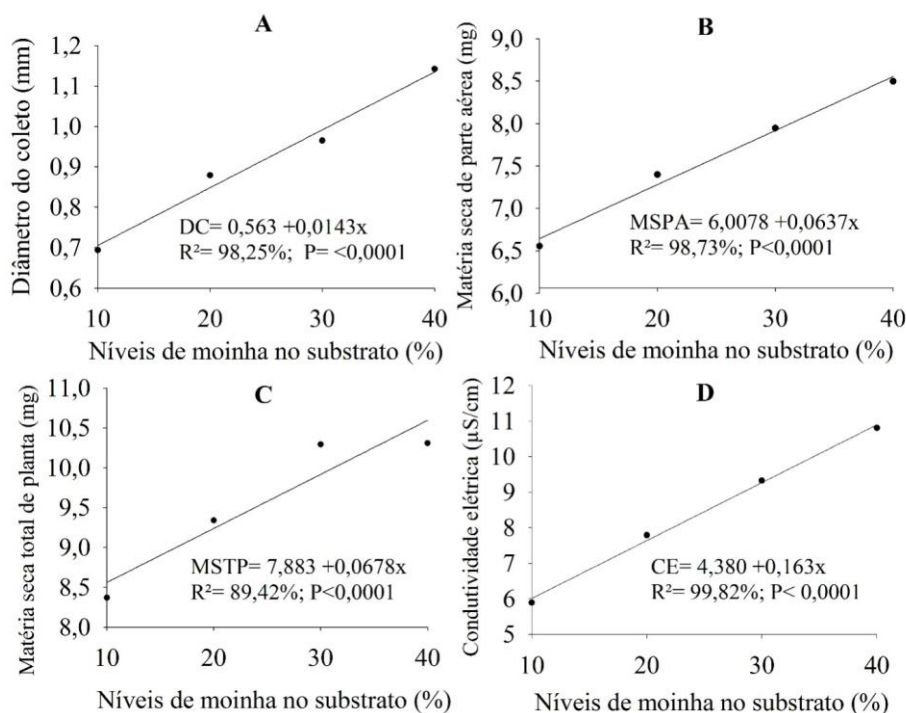 A
Diâmetro do coleto (mm)
1,2
1,1
1,0
0,9
0,8
0,7
0,6
DC= 0,563 +0,0143x
R²= 98,25%; P= <0,0001
10 20 30 40
Níveis de moinha no substrato (%)
B
Matéria seca de parte aérea (mg)
9,0
8,5
8,0
7,5
7,0
6,5
6,0
MSPA= 6,0078 +0,0637x
R²= 98,73%; P<0,0001
10 20 30 40
Níveis de moinha no substrato (%)
C
Matéria seca total de planta (mg)
11,0
10,5
10,0
9,5
9,0
8,5
8,0
MSTP= 7,883 +0,0678x
R²= 89,42%; P<0,0001
10 20 30 40
Níveis de moinha no substrato (%)
D
Condutividade elétrica (µS/cm)
12
11
10
9
8
7
6
5
CE= 4,380 +0,163x
R²= 99,82%; P< 0,0001
10 20 30 40
Níveis de moinha no substrato (%)